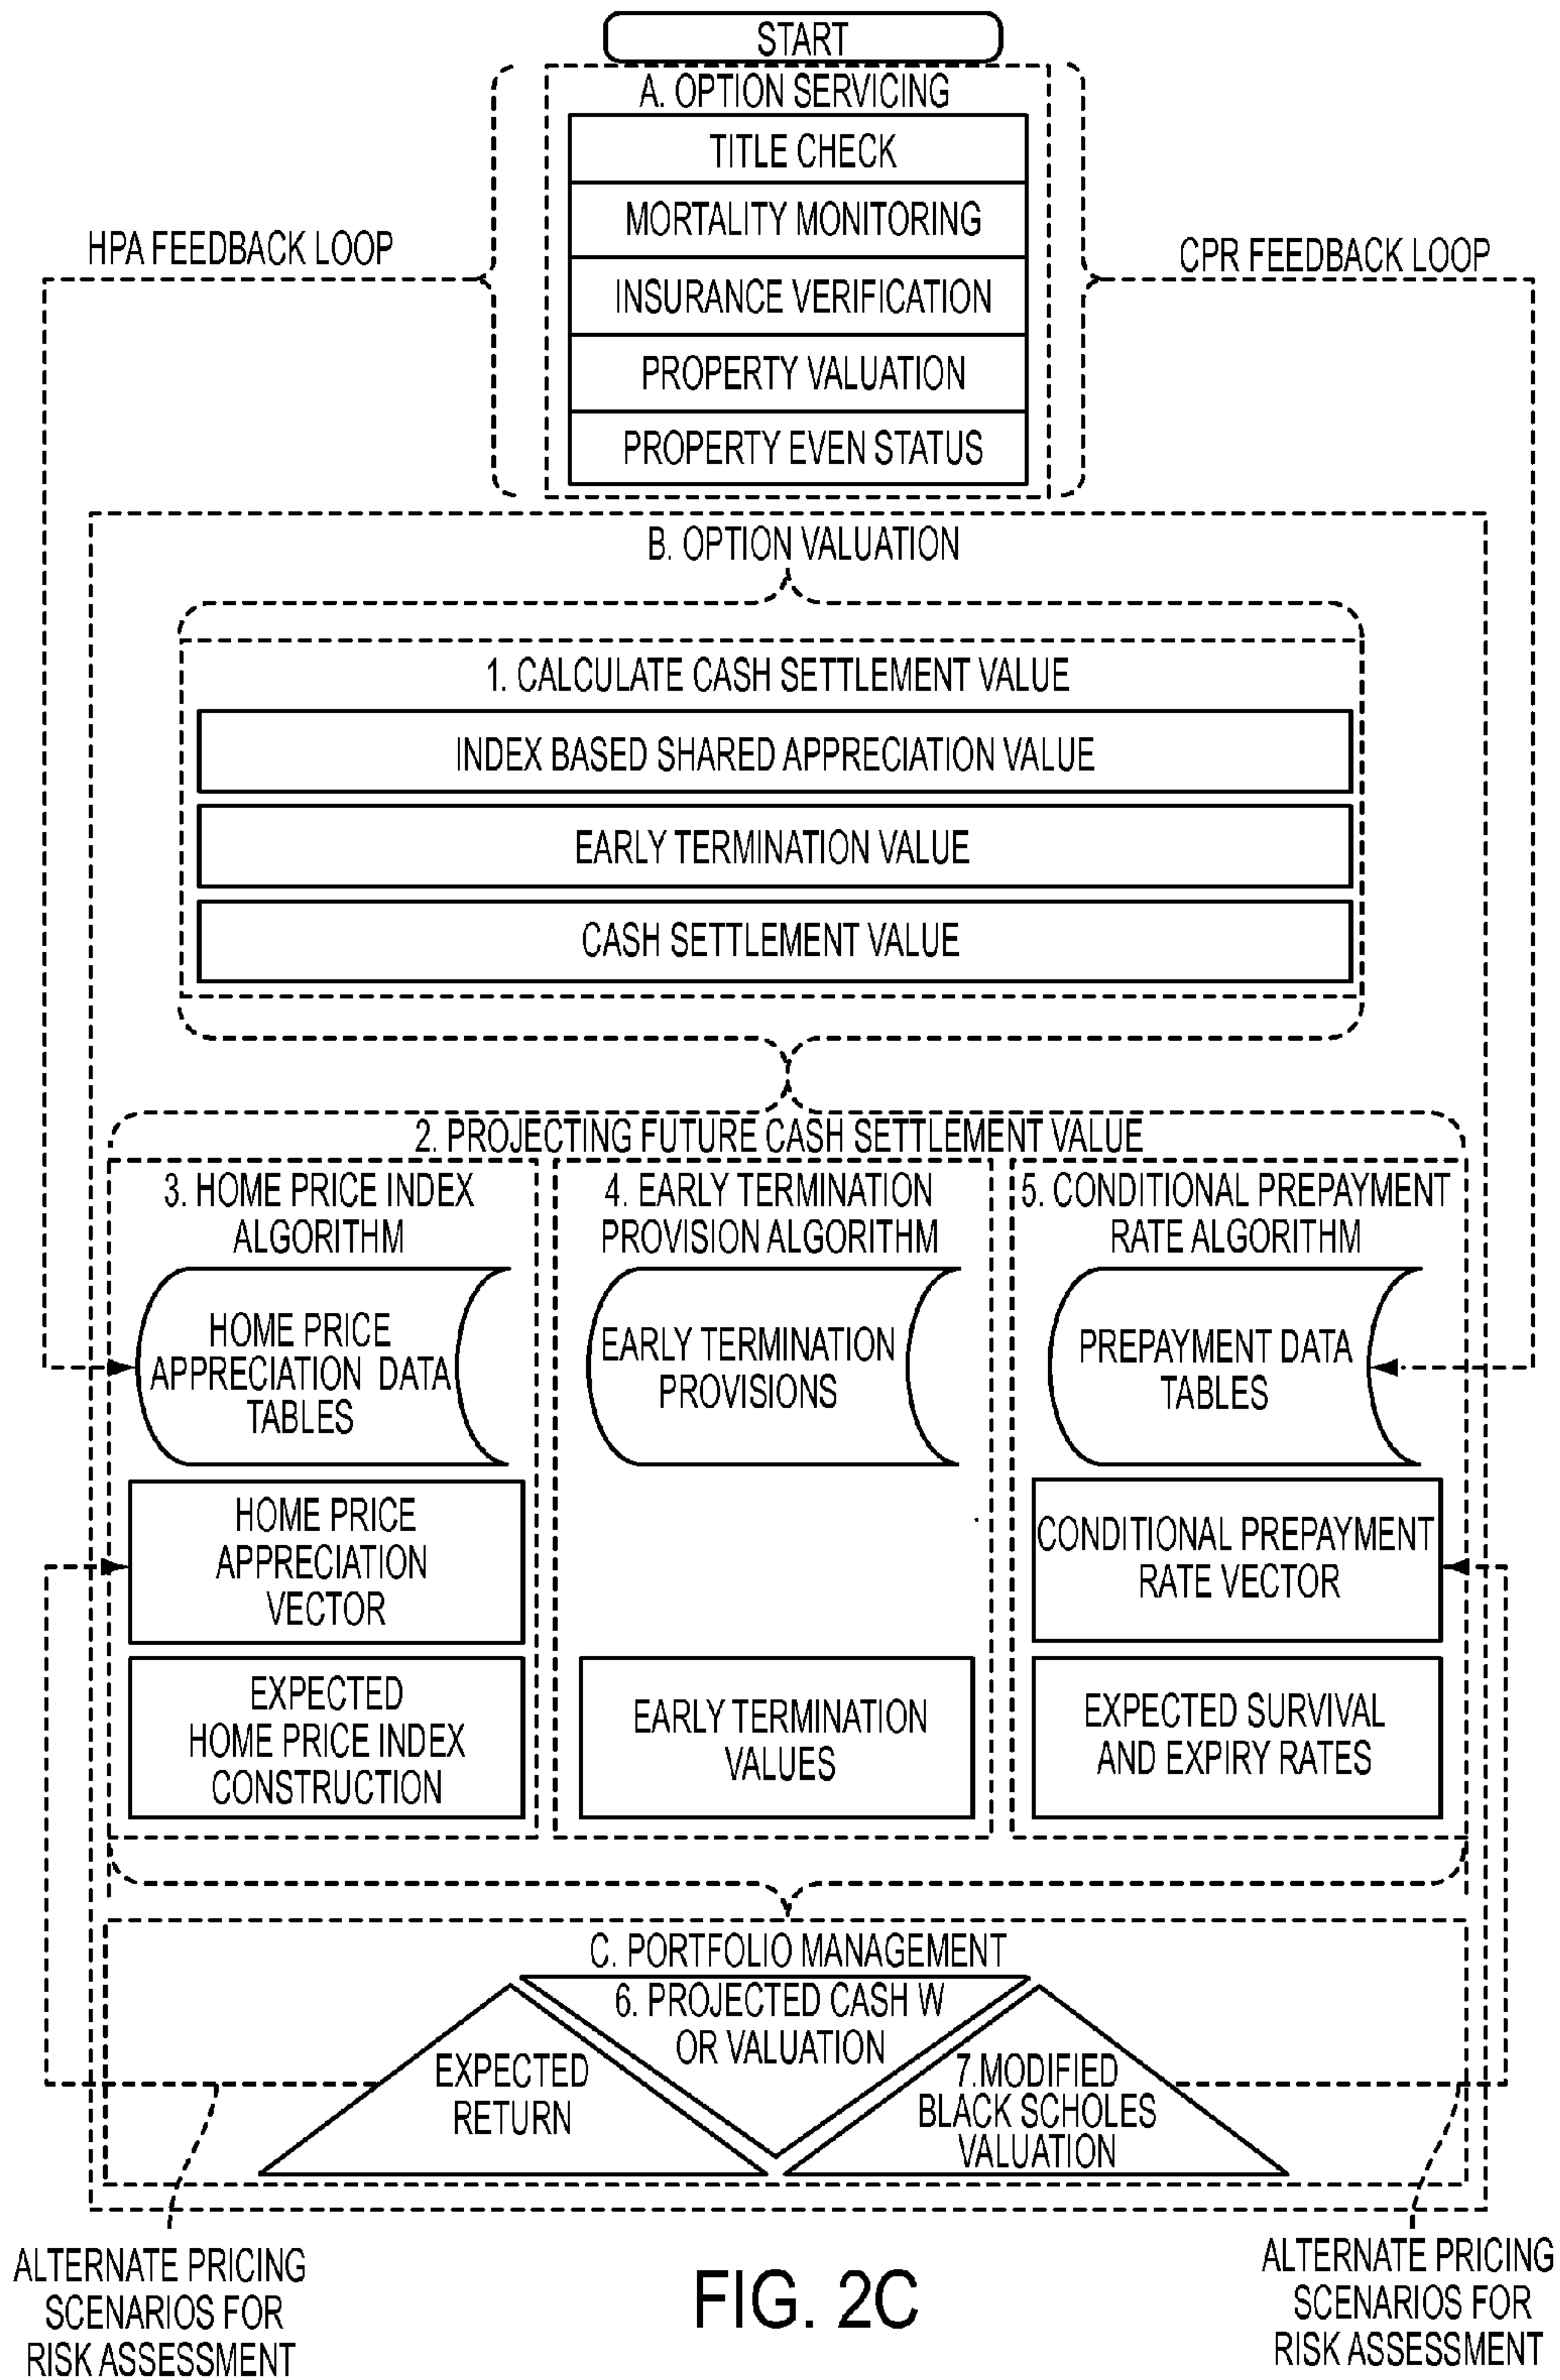 START
A. OPTION SERVICING
TITLE CHECK
MORTALITY MONITORING
HPA FEEDBACK LOOP
CPR FEEDBACK LOOP
INSURANCE VERIFICATION
PROPERTY VALUATION
PROPERTY EVEN STATUS
B. OPTION VALUATION
1. CALCULATE CASH SETTLEMENT VALUE
INDEX BASED SHARED APPRECIATION VALUE
EARLY TERMINATION VALUE
CASH SETTLEMENT VALUE
2. PROJECTING FUTURE CASH SETTLEMENT VALUE
3. HOME PRICE INDEX
ALGORITHM
HOME PRICE
APPRECIATION DATA
TABLES
HOME PRICE
APPRECIATION
VECTOR
EXPECTED
HOME PRICE INDEX
CONSTRUCTION
4. EARLY TERMINATION
PROVISION ALGORITHM
EARLY TERMINATION
PROVISIONS
EARLY TERMINATION
VALUES
5. CONDITIONAL PREPAYMENT
RATE ALGORITHM
PREPAYMENT DATA
TABLES
CONDITIONAL PREPAYMENT
RATE VECTOR
EXPECTED SURVIVAL
AND EXPIRY RATES
C. PORTFOLIO MANAGEMENT
6. PROJECTED CASH W
OR VALUATION
EXPECTED
RETURN
7.MODIFIED
BLACK SCHOLES
VALUATION
ALTERNATE PRICING
SCENARIOS FOR
RISK ASSESSMENT
FIG. 2C
ALTERNATE PRICING
SCENARIOS FOR
RISK ASSESSMENT